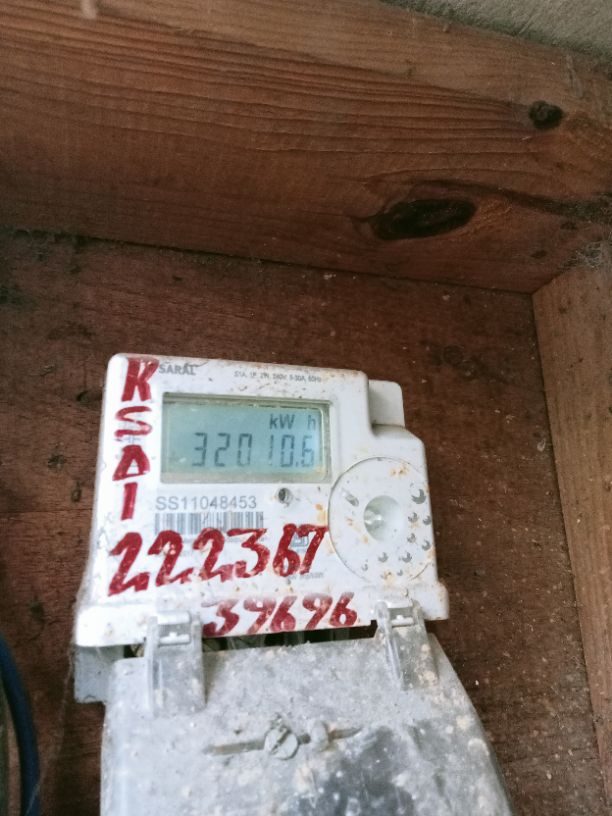 SARAL
kW h
32010.6
SS11048453
KSAI
222367
39696